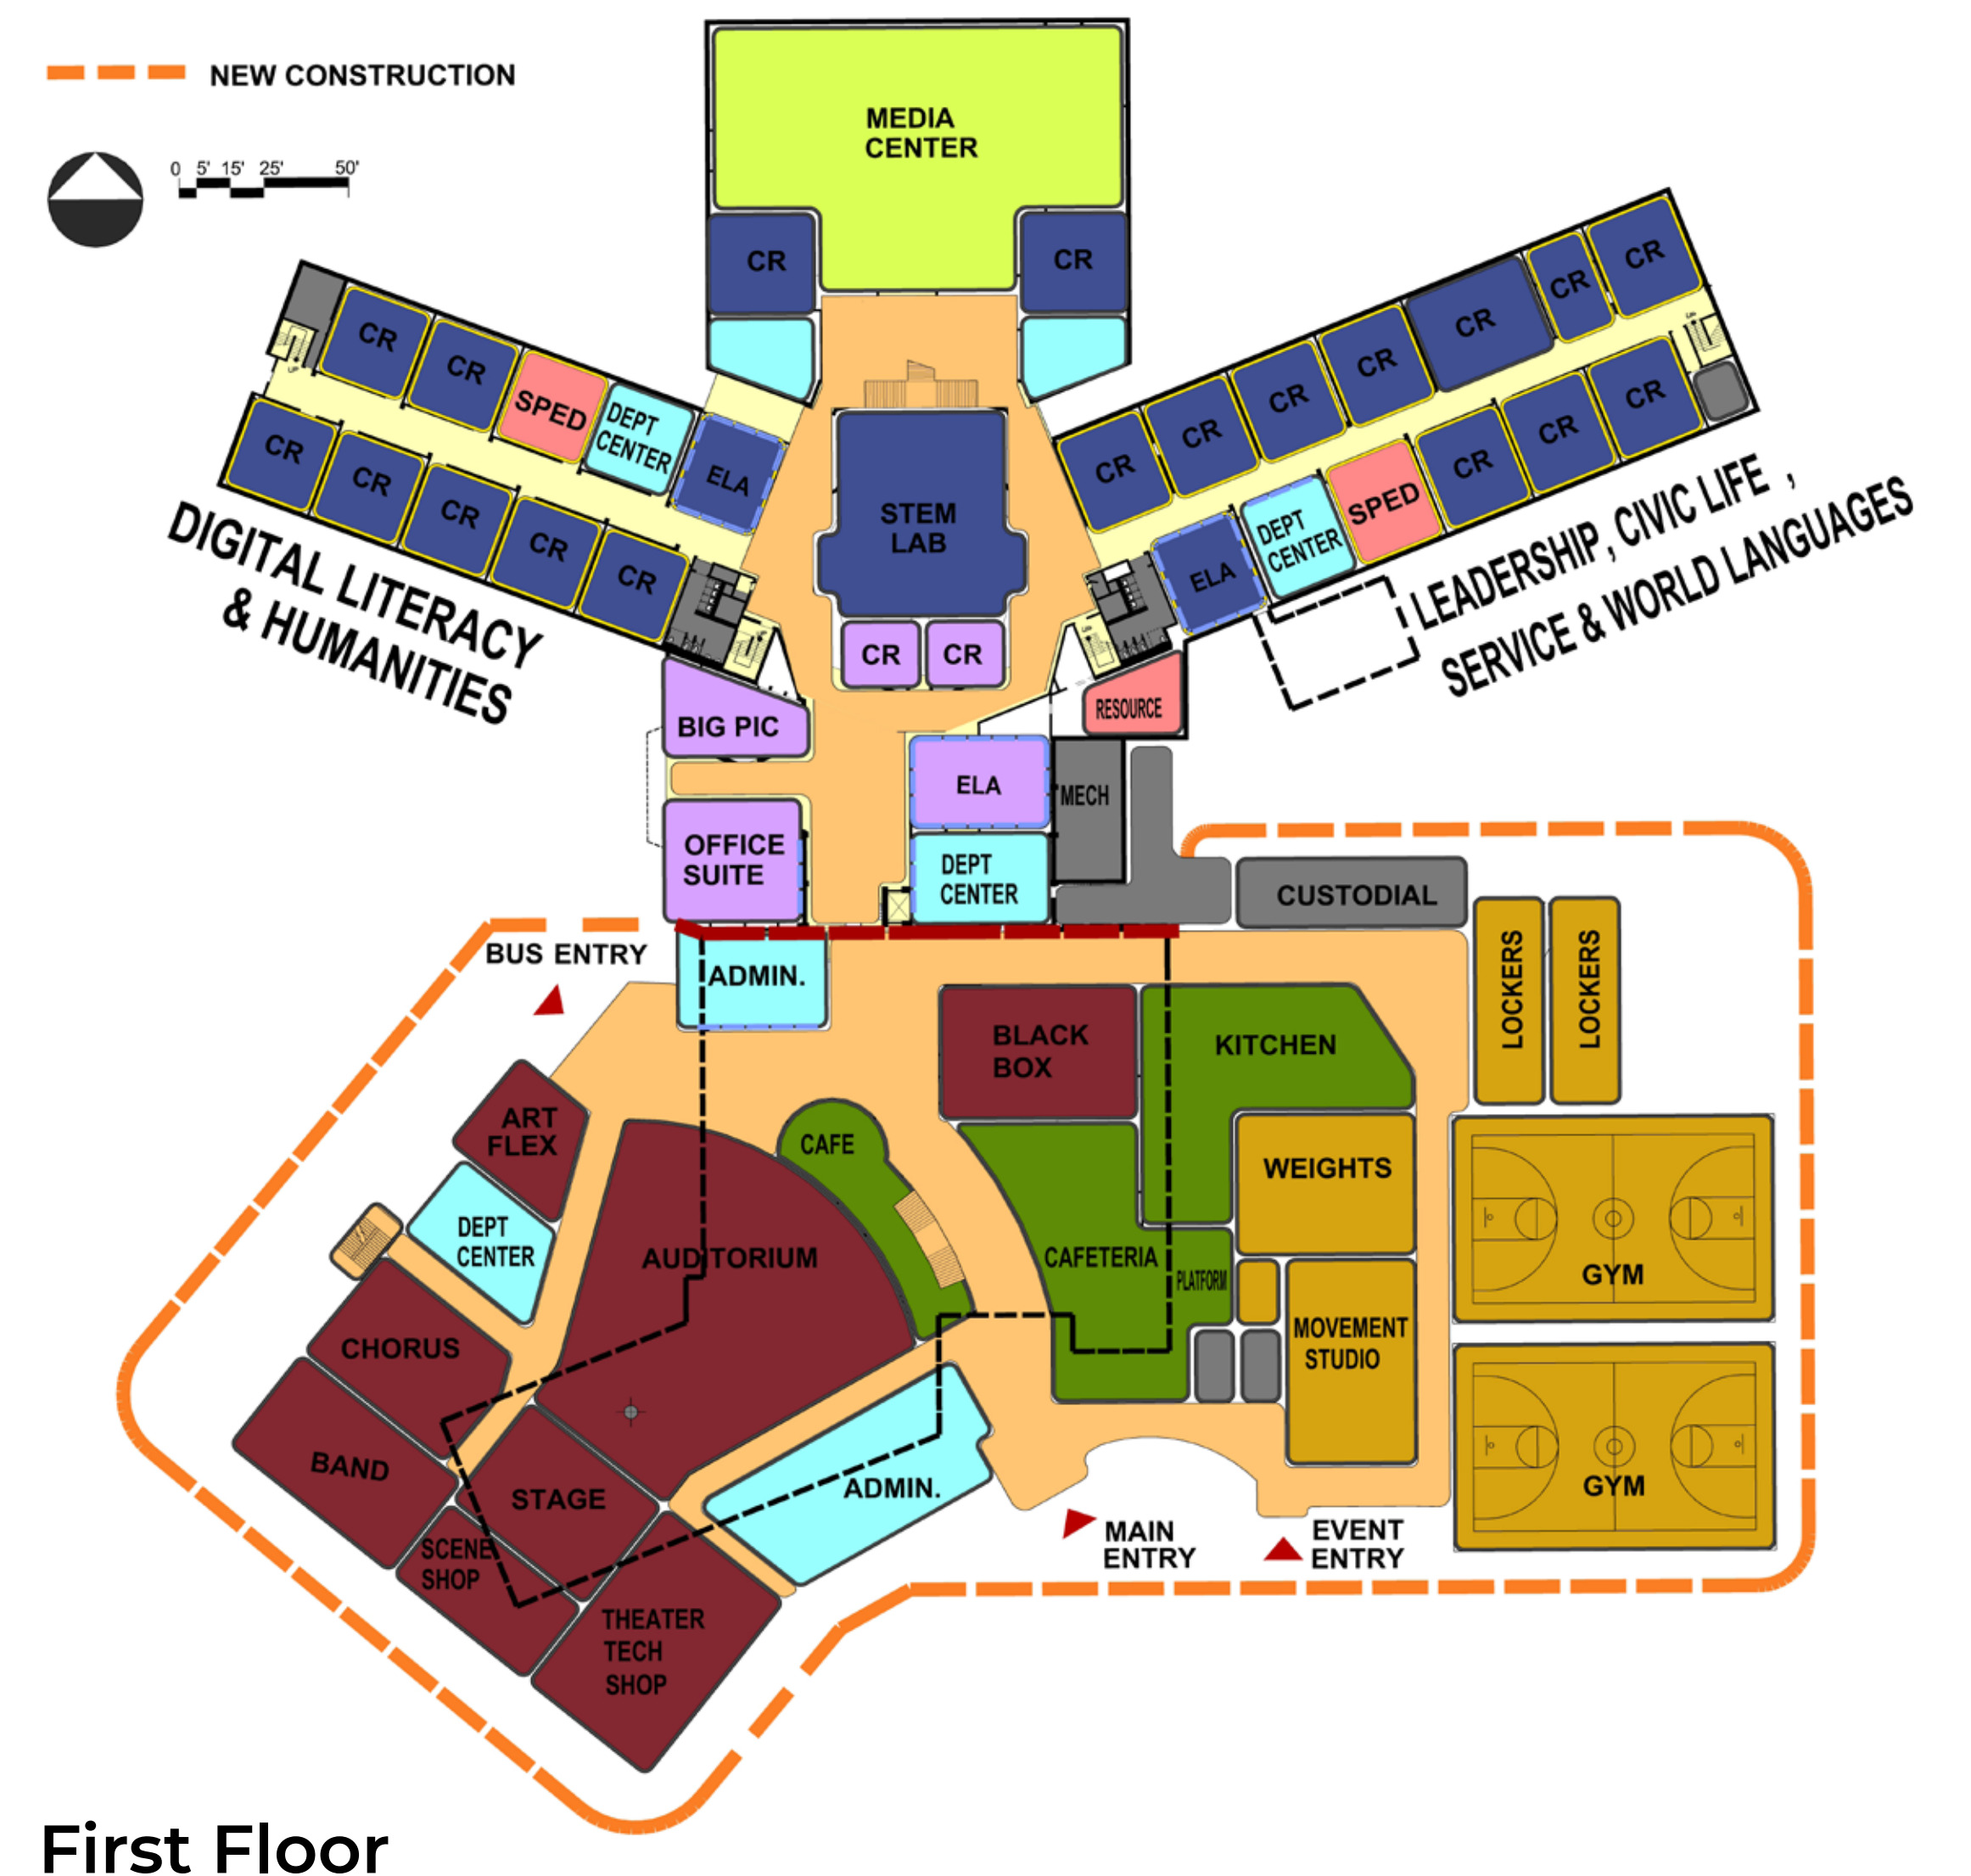 NEW CONSTRUCTION
0 5' 15' 25' 50'
MEDIA
CENTER
CR
CR
CR
CR
SPED
DEPT
CENTER
ELA
CR
CR
CR
CR
CR
DIGITAL LITERACY
& HUMANITIES
STEM
LAB
CR
CR
CR
CR
CR
CR
CR
CR
CR
ELA
DEPT
CENTER
SPED
CR
CR
CR
LEADERSHIP, CIVIC LIFE ,
SERVICE & WORLD LANGUAGES
BIG PIC
RESOURCE
ELA
MECH
OFFICE
SUITE
DEPT
CENTER
CUSTODIAL
LOCKERS
LOCKERS
BUS ENTRY
ADMIN.
BLACK
BOX
KITCHEN
ART
FLEX
CAFE
WEIGHTS
DEPT
CENTER
AUDITORIUM
CAFETERIA
PLATFORM
GYM
CHORUS
MOVEMENT
STUDIO
BAND
STAGE
ADMIN.
GYM
SCENE
SHOP
MAIN
ENTRY
EVENT
ENTRY
THEATER
TECH
SHOP
First Floor